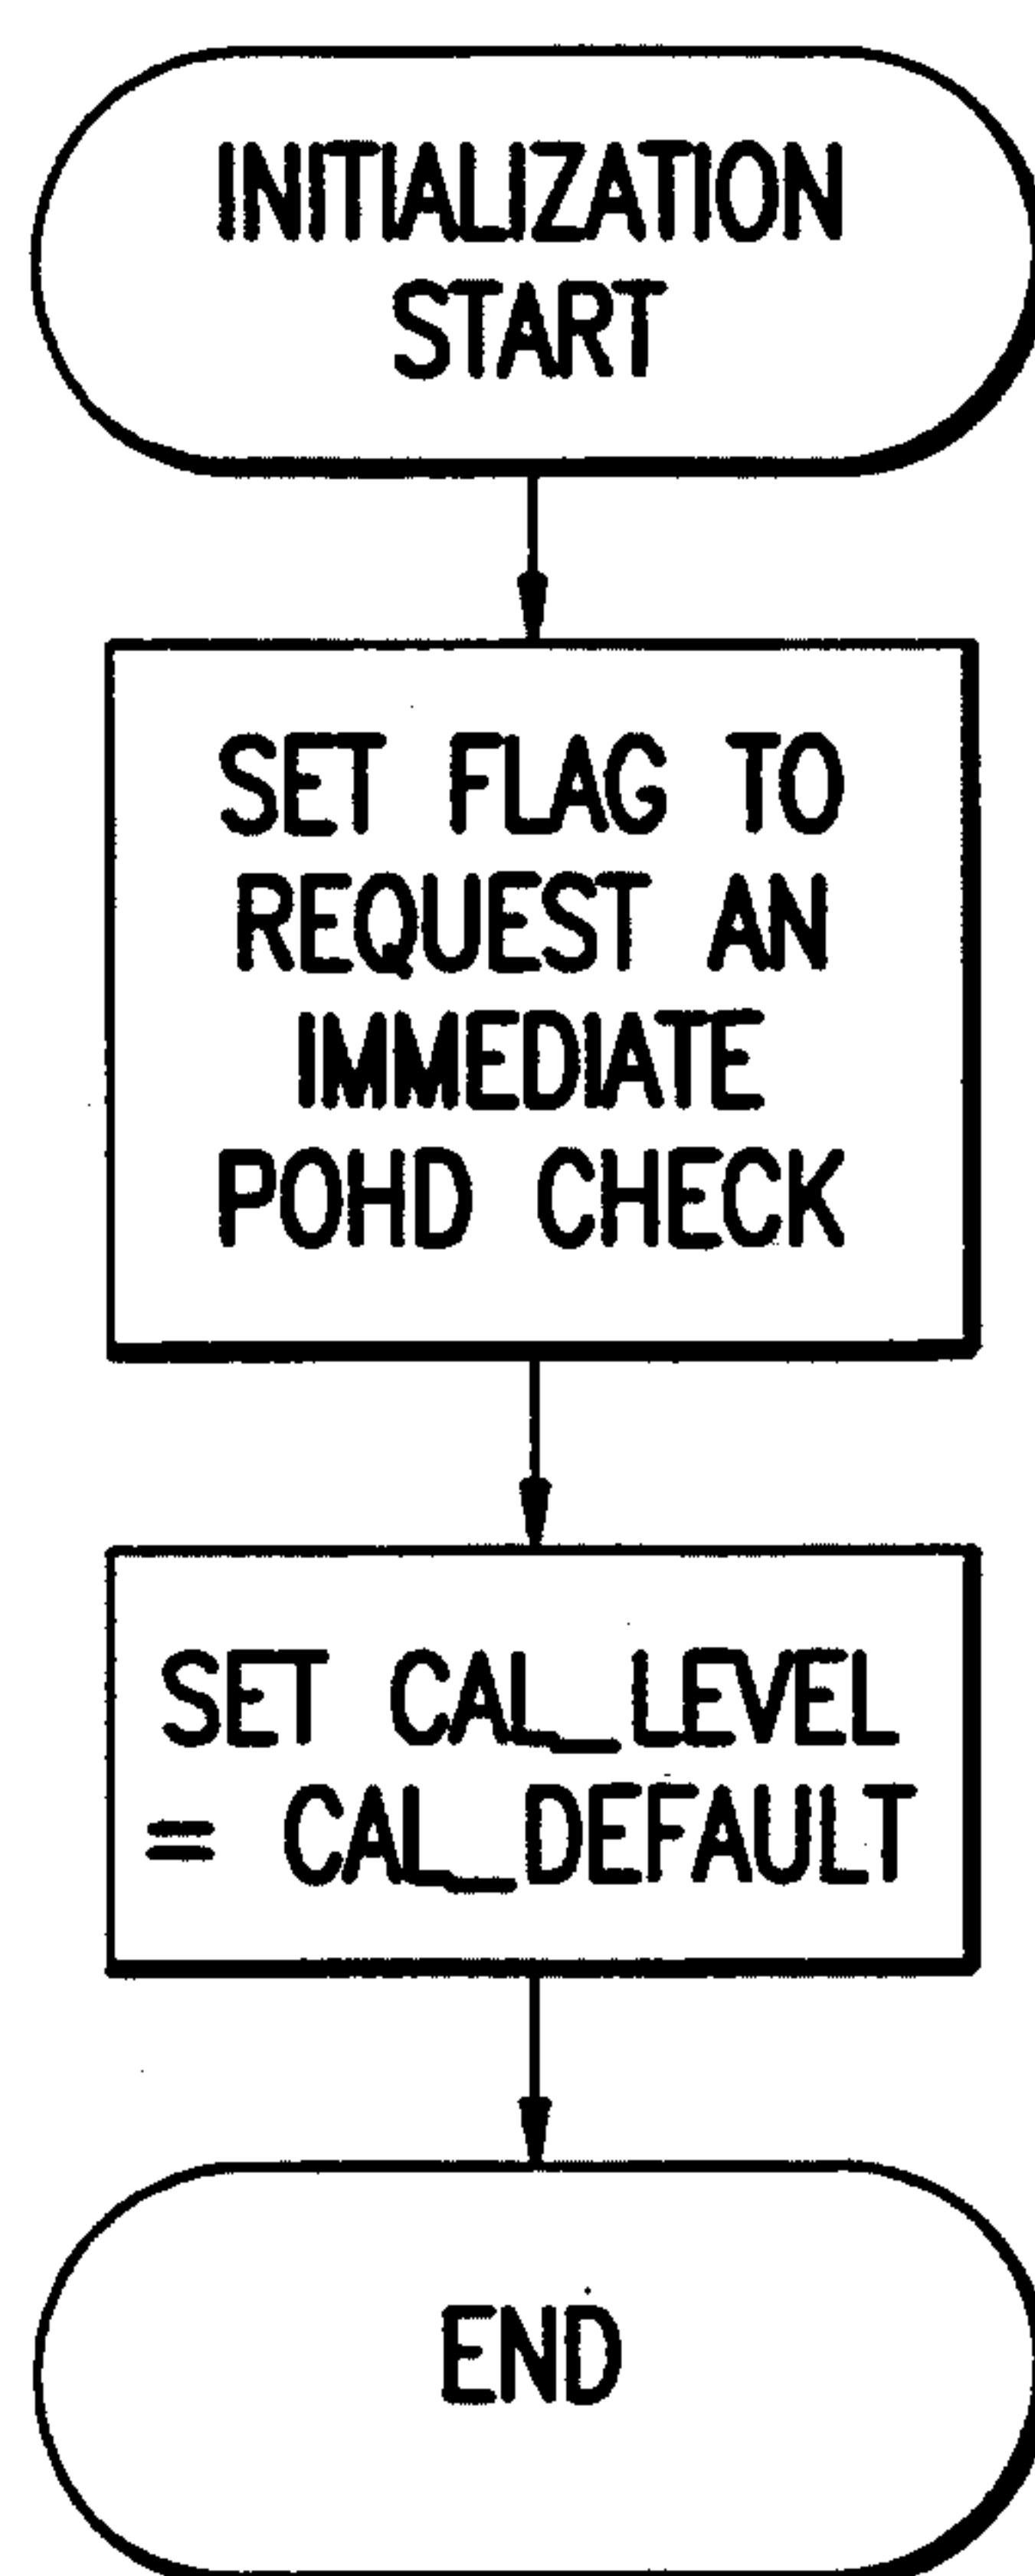 INITIALIZATION
START
SET FLAG TO
REQUEST AN
IMMEDIATE
POHD CHECK
SET CAL_LEVEL
= CAL_DEFAULT
END